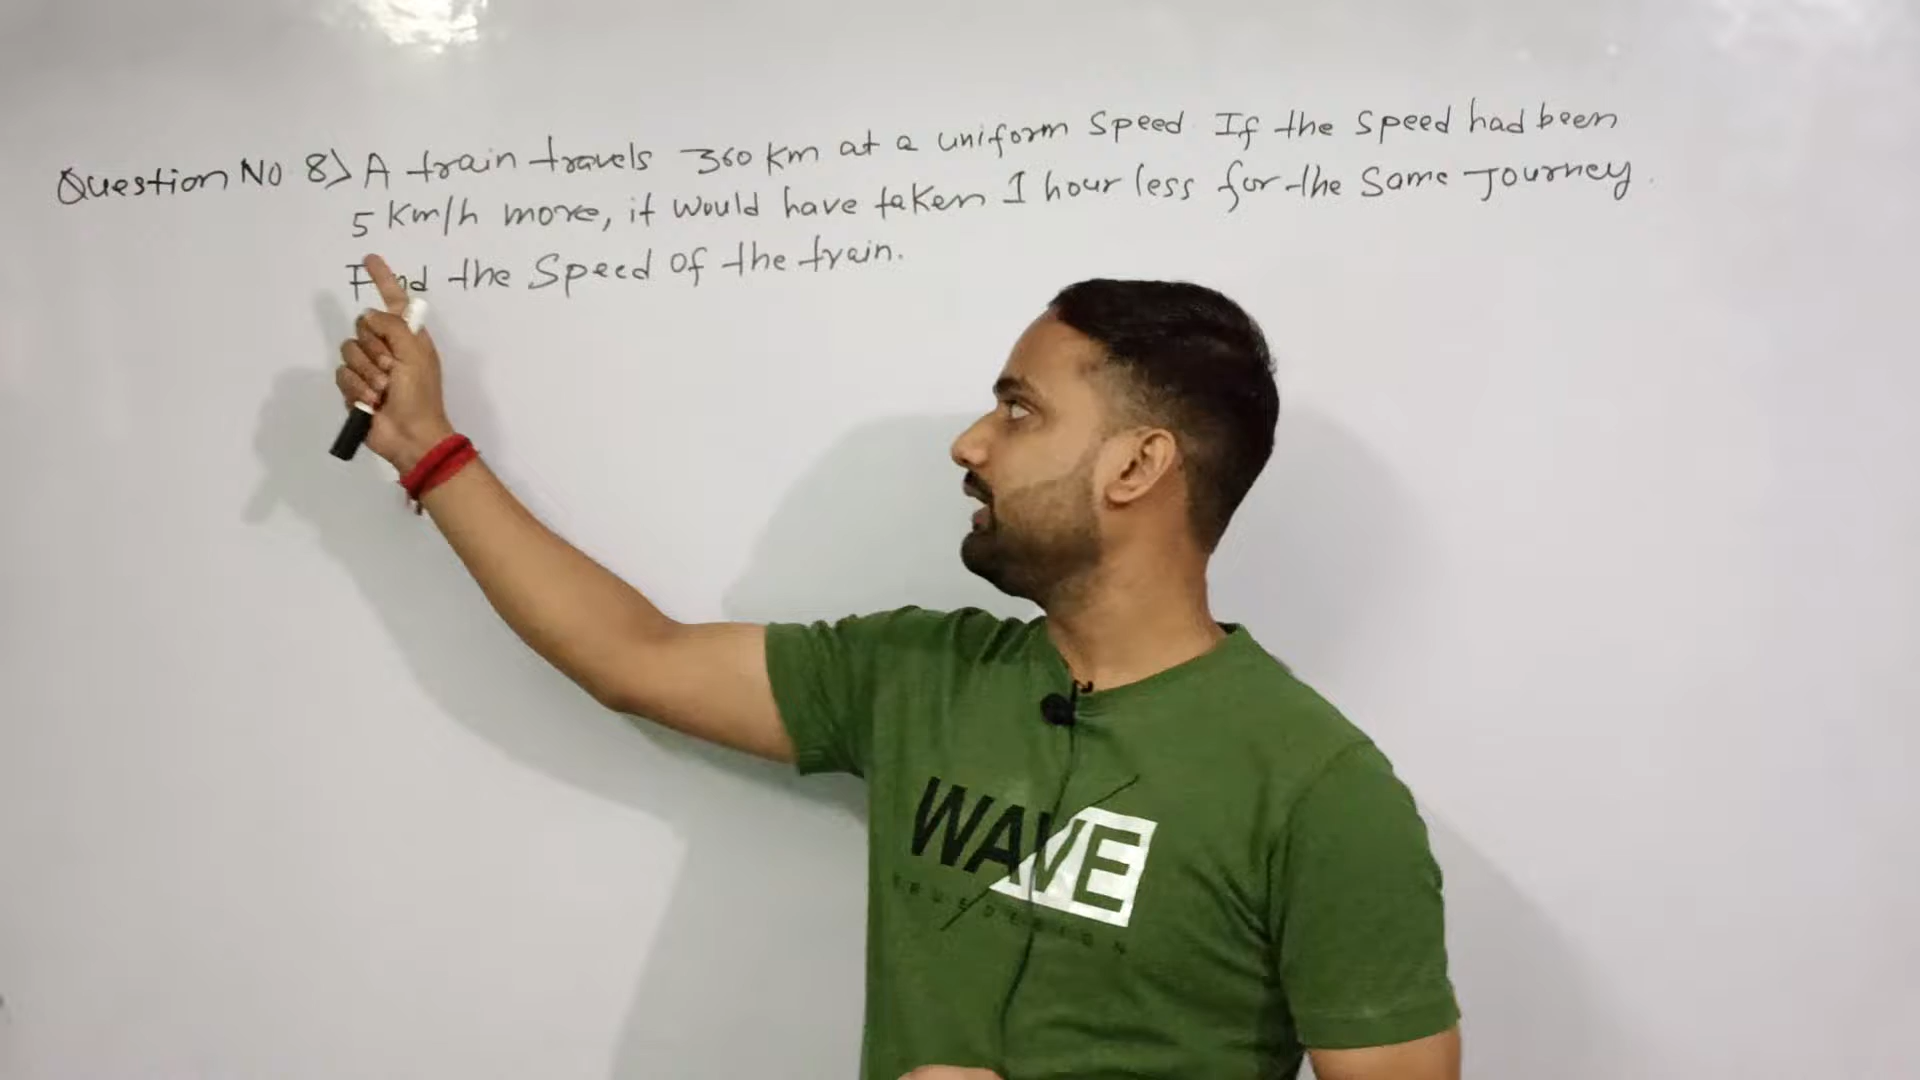 Question No 8) A train travels 360 km at a uniform speed. If the speed had been
5 km/h more, it would have taken 1 hour less for the same Journey.
Find the Speed of the train.
WAVE